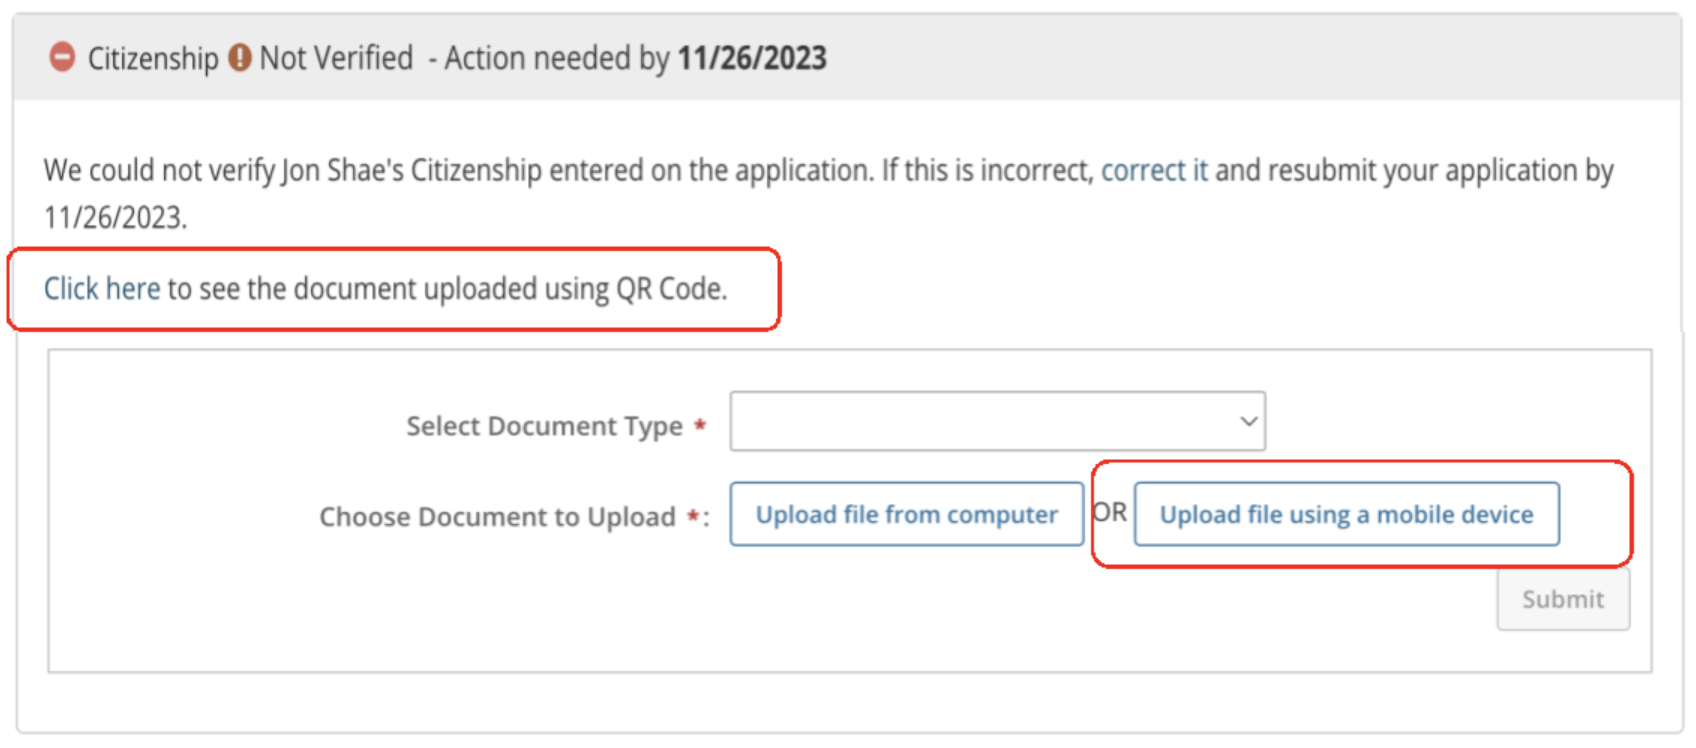 Citizenship Not Verified - Action needed by 11/26/2023
We could not verify Jon Shae's Citizenship entered on the application. If this is incorrect, correct it and resubmit your application by
11/26/2023.
Click here to see the document uploaded using QR Code.
Select Document Type *
Choose Document to Upload *: Upload file from computer OR Upload file using a mobile device
Submit